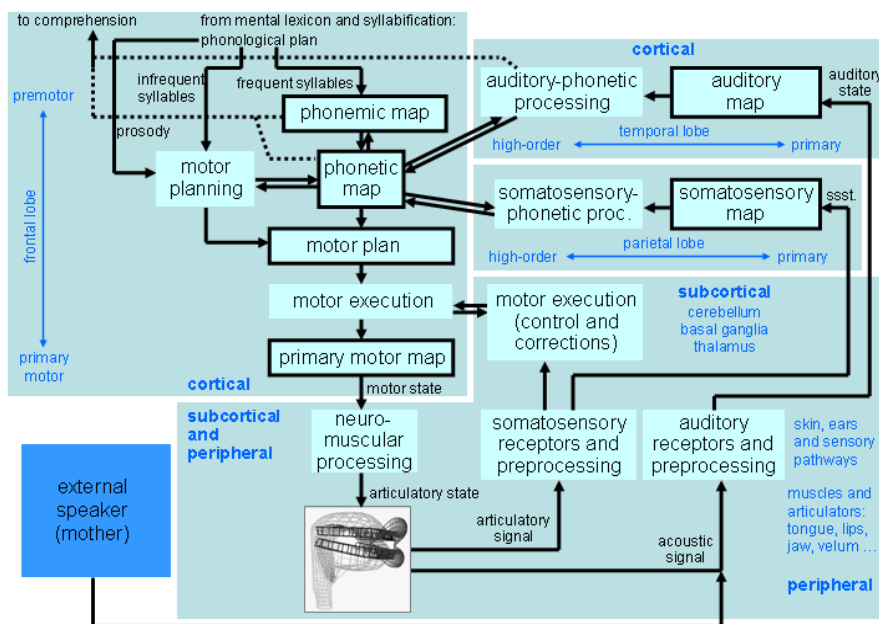 to comprehension
from mental lexicon and syllabification:
phonological plan
infrequent
syllables
frequent syllables
cortical
premotor
phonemic map
auditory-phonetic
processing
auditory
map
auditory
state
prosody
high-order
temporal lobe
primary
motor
planning
phonetic
map
somatosensory-
phonetic proc.
somatosensory
map
ssst.
frontal lobe
motor plan
high-order
parietal lobe
primary
motor execution
motor execution
(control and
corrections)
subcortical
cerebellum
basal ganglia
thalamus
primary
motor
primary motor map
cortical
motor state
subcortical
and
peripheral
neuro-
muscular
processing
somatosensory
receptors and
preprocessing
auditory
receptors and
preprocessing
skin, ears
and sensory
pathways
external
speaker
(mother)
articulatory state
articulatory
signal
acoustic
signal
muscles and
articulators:
tongue, lips,
jaw, velum ...
peripheral